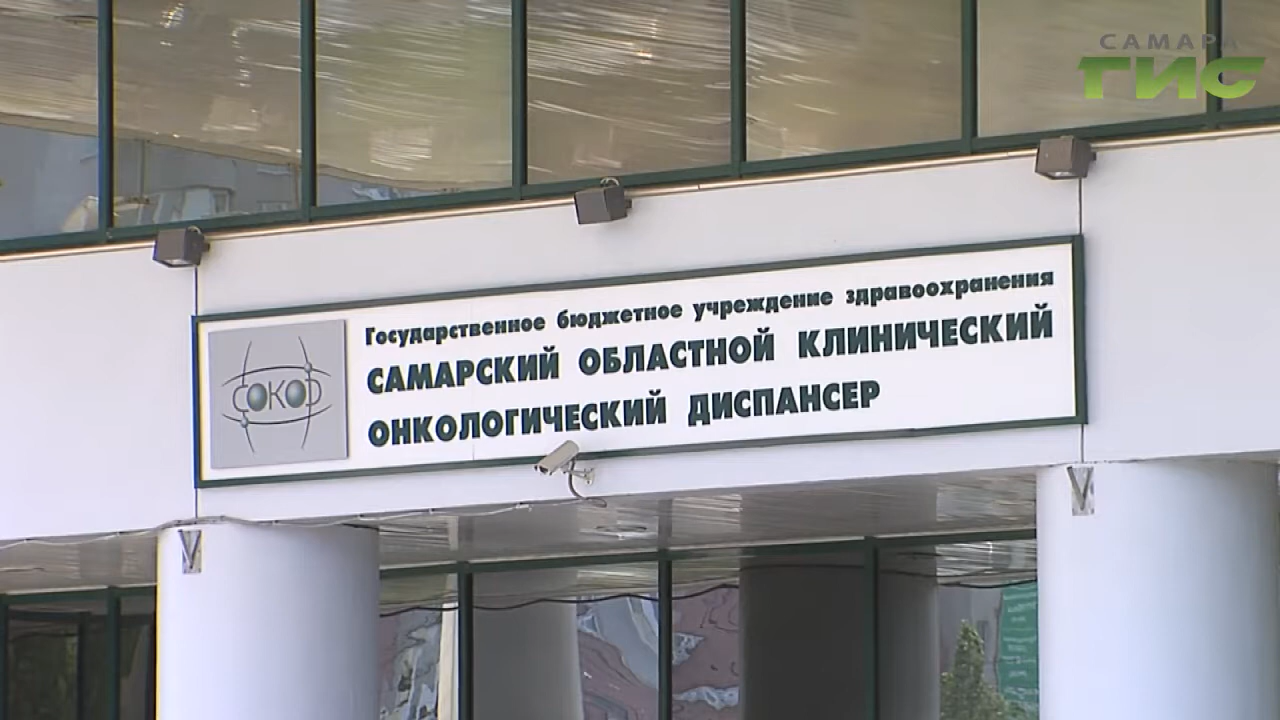 САМАРА
ГИС
СОКОД
Государственное бюджетное учреждение здравоохранения
САМАРСКИЙ ОБЛАСТНОЙ КЛИНИЧЕСКИЙ
ОНКОЛОГИЧЕСКИЙ ДИСПАНСЕР